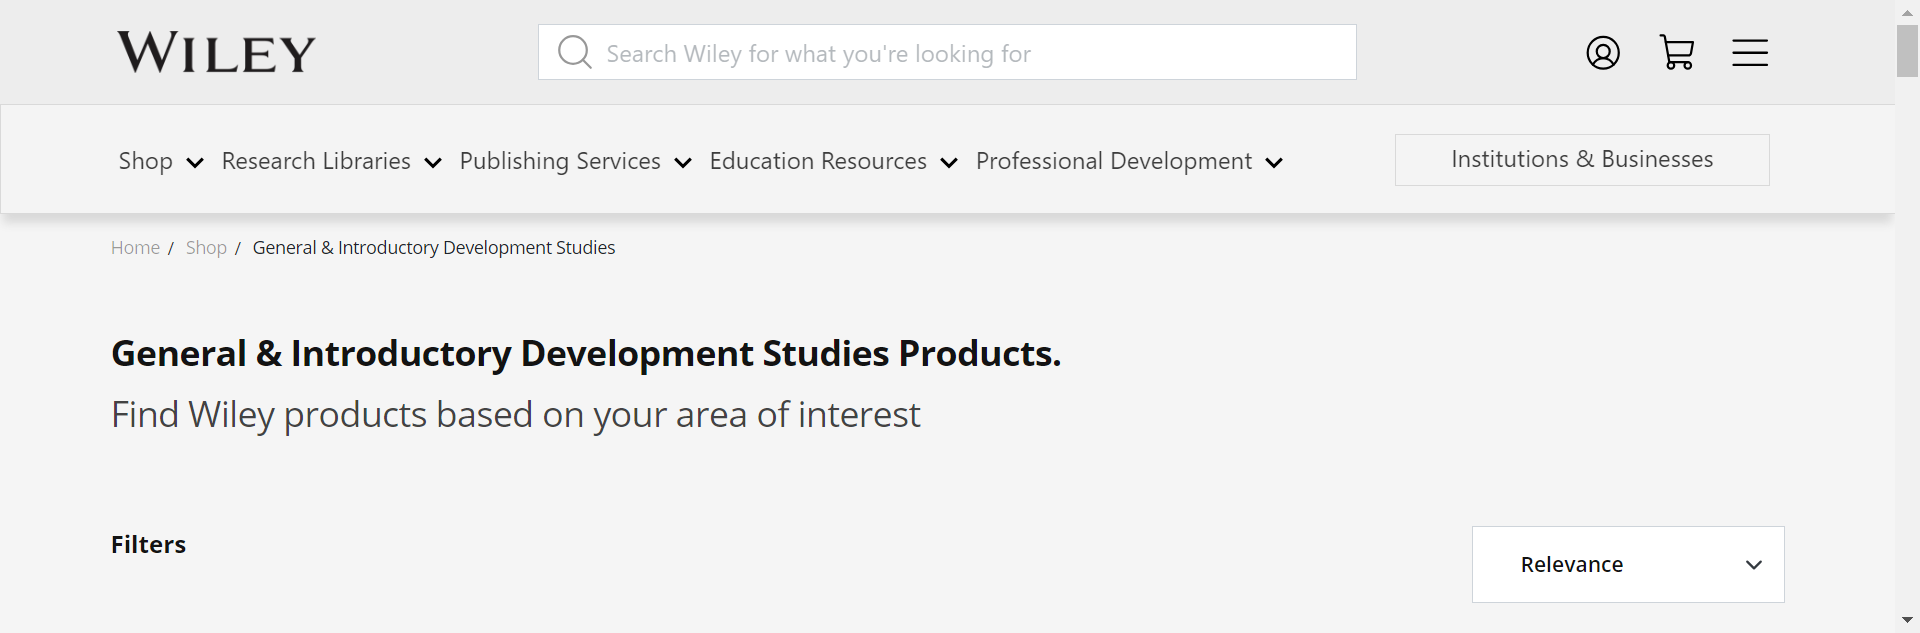 WILEY
Search Wiley for what you're looking for
Shop Research Libraries Publishing Services Education Resources Professional Development Institutions & Businesses
Home / Shop / General & Introductory Development Studies
General & Introductory Development Studies Products.
Find Wiley products based on your area of interest
Filters
Relevance